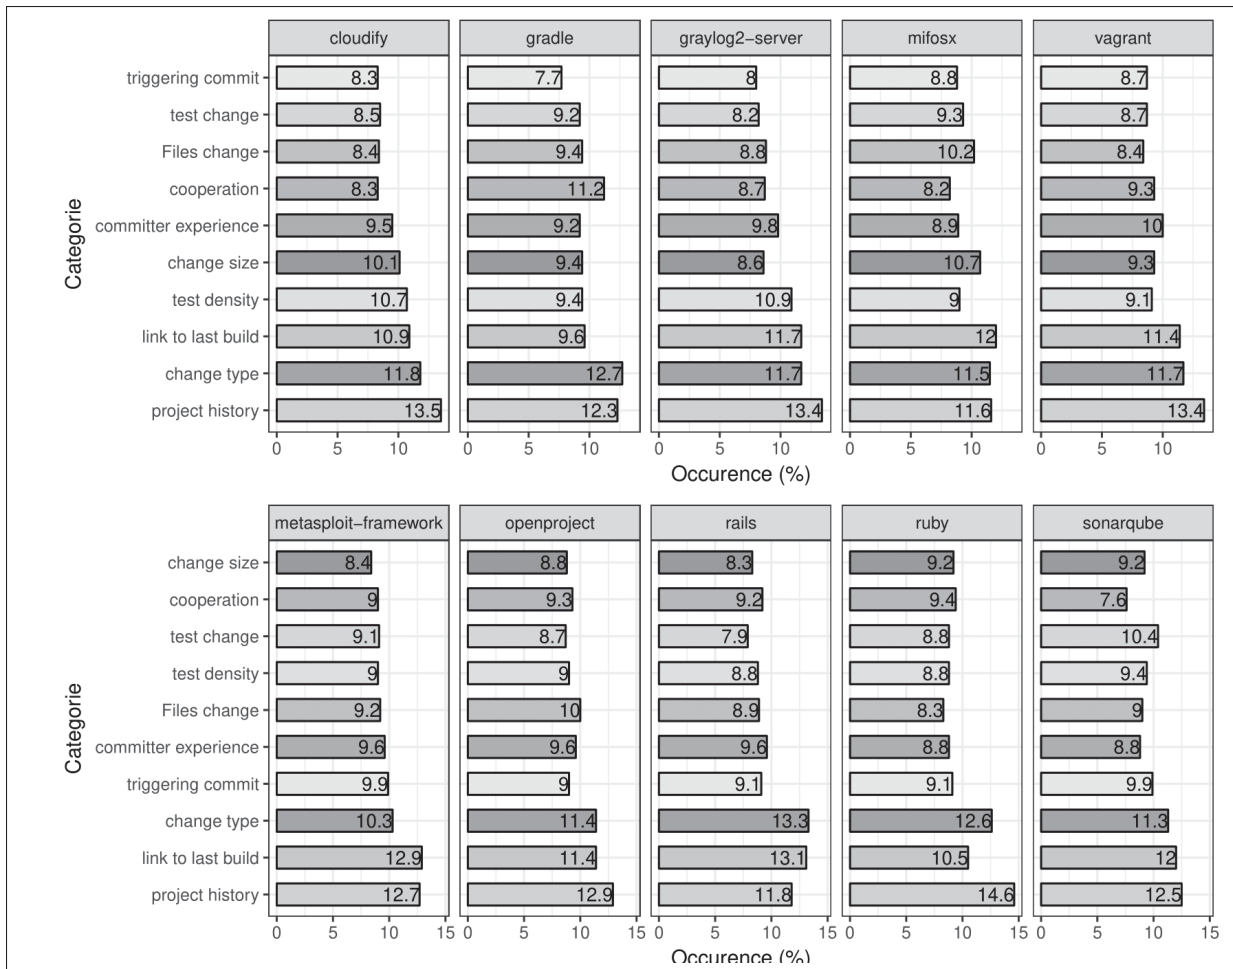 cloudify gradle graylog2−server mifosx vagrant
triggering commit 8.3 7.7 8 8.8 8.7
test change 8.5 9.2 8.2 9.3 8.7
Files change 8.4 9.4 8.8 10.2 8.4
cooperation 8.3 11.2 8.7 8.2 9.3
committer experience 9.5 9.2 9.8 8.9 10
change size 10.1 9.4 8.6 10.7 9.3
test density 10.7 9.4 10.9 9 9.1
link to last build 10.9 9.6 11.7 12 11.4
change type 11.8 12.7 11.7 11.5 11.7
project history 13.5 12.3 13.4 11.6 13.4
Categorie
0 5 10 0 5 10 0 5 10 0 5 10 0 5 10
Occurence (%)
metasploit−framework openproject rails ruby sonarqube
change size 8.4 8.8 8.3 9.2 9.2
cooperation 9 9.3 9.2 9.4 7.6
test change 9.1 8.7 7.9 8.8 10.4
test density 9 9 8.8 8.8 9.4
Files change 9.2 10 8.9 8.3 9
committer experience 9.6 9.6 9.6 8.8 8.8
triggering commit 9.9 9 9.1 9.1 9.9
change type 10.3 11.4 13.3 12.6 11.3
link to last build 12.9 11.4 13.1 10.5 12
project history 12.7 12.9 11.8 14.6 12.5
Categorie
0 5 10 15 0 5 10 15 0 5 10 15 0 5 10 15 0 5 10 15
Occurence (%)